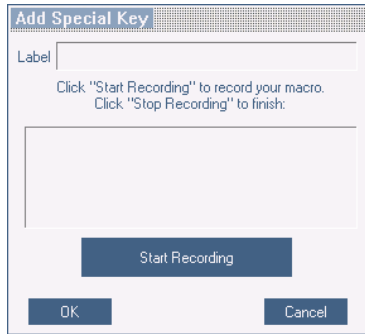 Add Special Key
Label
Click "Start Recording" to record your macro.
Click "Stop Recording" to finish:
Start Recording
OK Cancel